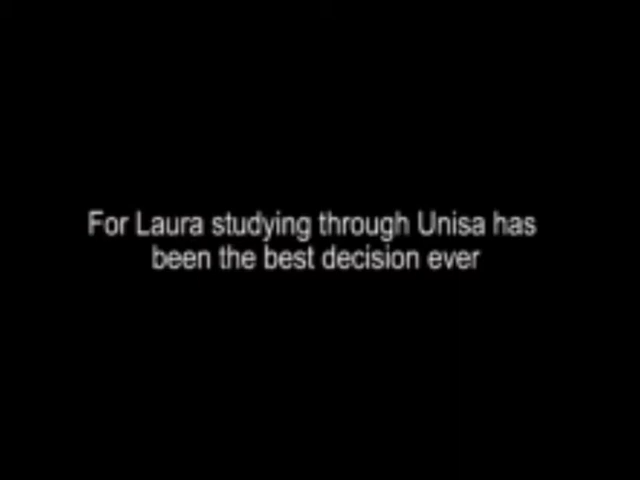 For Laura studying through Unisa has
been the best decision ever